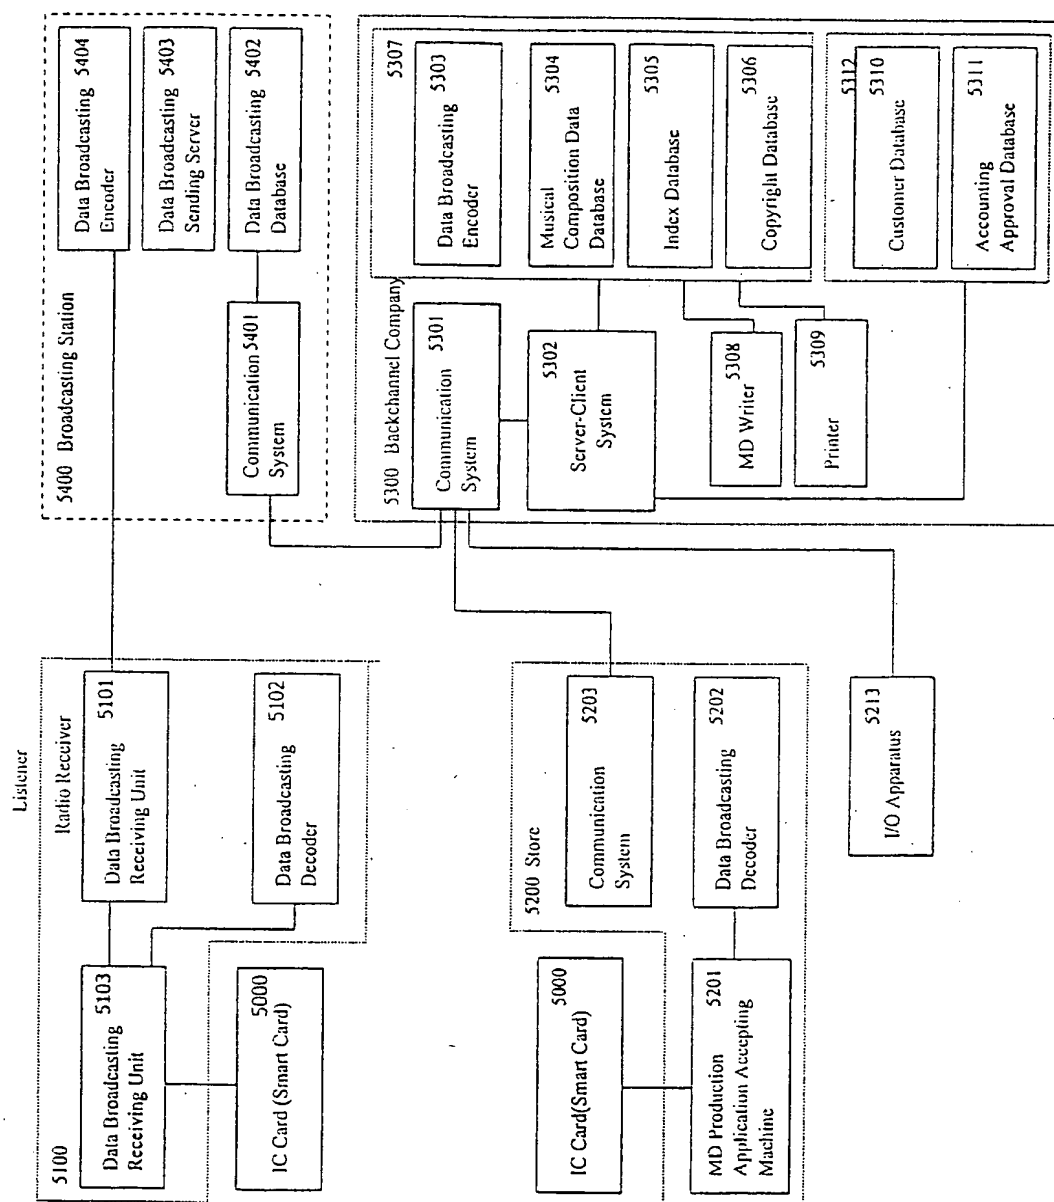 Listener
5100
Radio Receiver
Data Broadcasting
Receiving Unit
5103
Data Broadcasting
Receiving Unit
5101
Data Broadcasting
Decoder
5102
IC Card (Smart Card)
5000
5400 Broadcasting Station
Data Broadcasting
Encoder
5404
Data Broadcasting
Sending Server
5403
Data Broadcasting
Database
5402
Communication
System
5401
5200 Store
IC Card(Smart Card)
5000
MD Production
Application Accepting
Machine
5201
Communication
System
5203
Data Broadcasting
Decoder
5202
I/O Apparatus
5213
5300 Backchannel Company
Communication
System
5301
Server-Client
System
5302
MD Writer
5308
Printer
5309
5307
Data Broadcasting
Encoder
5303
Musical
Composition Data
Database
5304
Index Database
5305
Copyright Database
5306
5312
Customer Database
5310
Accounting
Approval Database
5311